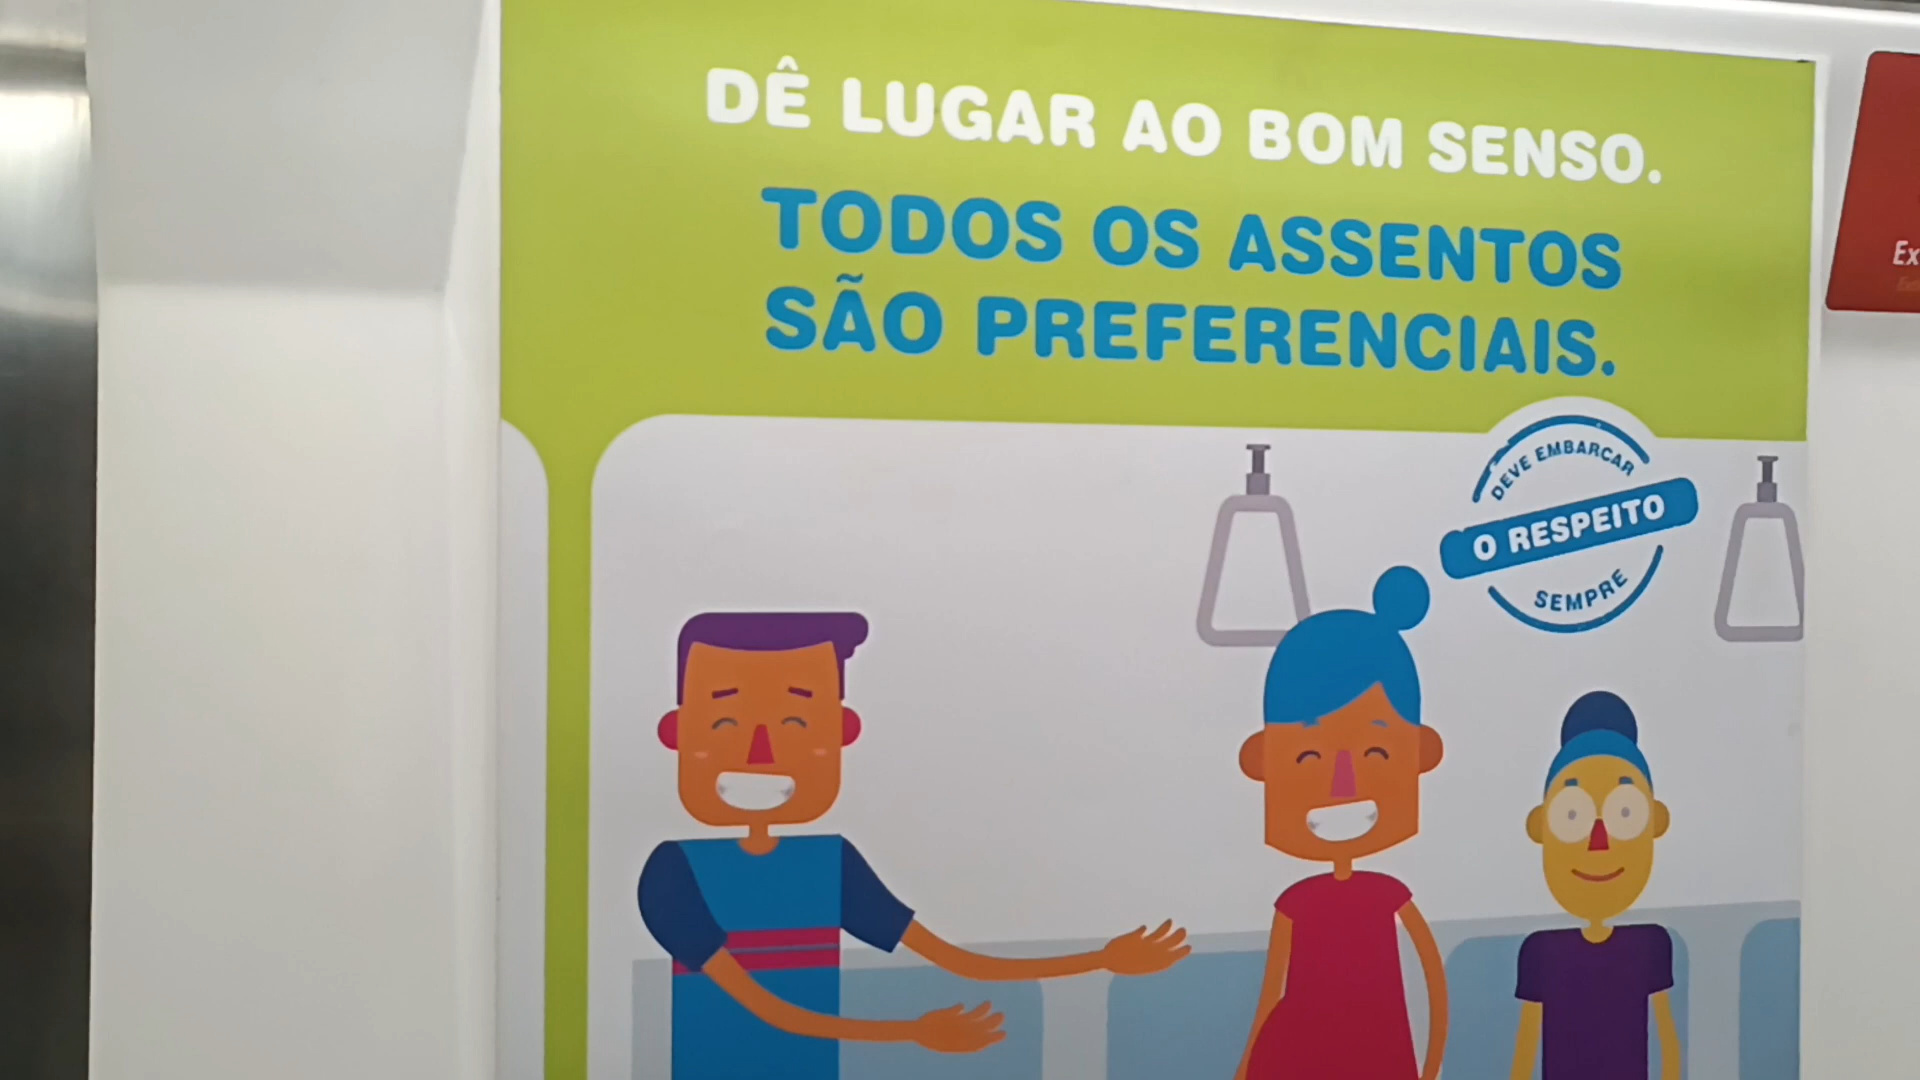 DÊ LUGAR AO BOM SENSO.
TODOS OS ASSENTOS
SÃO PREFERENCIAIS.
DEVE EMBARCAR
O RESPEITO
SEMPRE